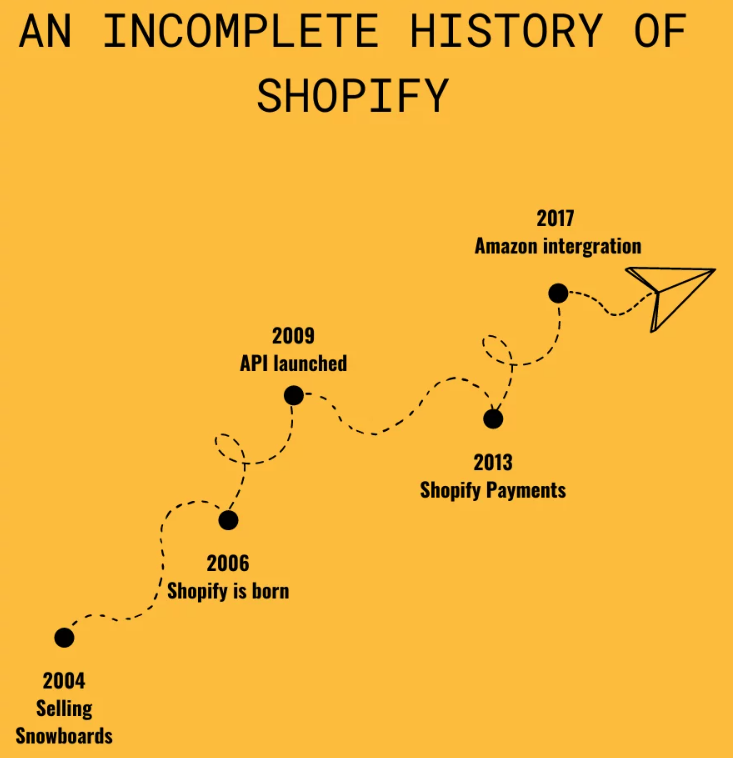 AN INCOMPLETE HISTORY OF
SHOPIFY
2017
Amazon intergration
2009
API launched
2013
Shopify Payments
2006
Shopify is born
2004
Selling
Snowboards